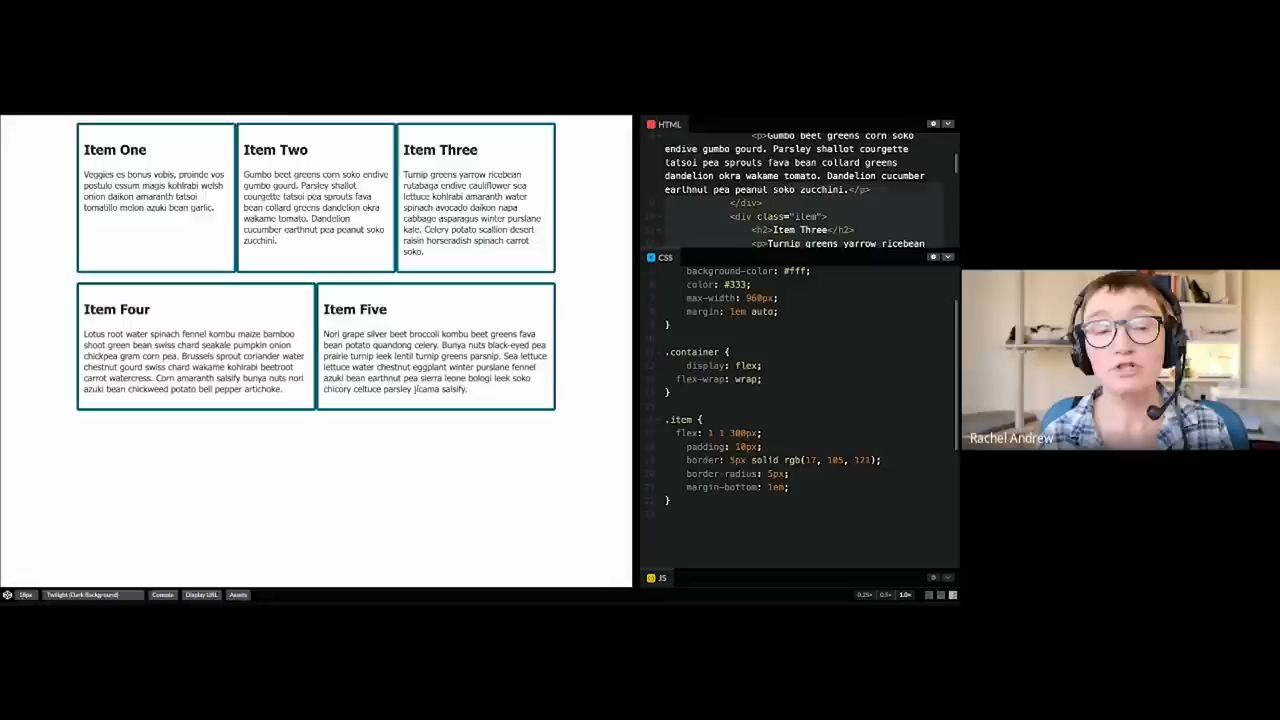 Item One
Veggies es bonus vobis, proinde vos
postulo essum magis kohlrabi welsh
onion daikon amaranth tatsoi
tomatillo melon azuki bean garlic.
Item Two
Gumbo beet greens corn soko endive
gumbo gourd. Parsley shallot
courgette tatsoi pea sprouts fava
bean collard greens dandelion okra
wakame tomato. Dandelion
cucumber earthnut pea peanut soko
zucchini.
Item Three
Turnip greens yarrow ricebean
rutabaga endive cauliflower sea
lettuce kohlrabi amaranth water
spinach avocado daikon napa
cabbage asparagus winter purslane
kale. Celery potato scallion desert
raisin horseradish spinach carrot
soko.
Item Four
Lotus root water spinach fennel kombu maize bamboo
shoot green bean swiss chard seakale pumpkin onion
chickpea gram corn pea. Brussels sprout coriander water
chestnut gourd swiss chard wakame kohlrabi beetroot
carrot watercress. Corn amaranth salsify bunya nuts nori
azuki bean chickweed potato bell pepper artichoke.
Item Five
Nori grape silver beet broccoli kombu beet greens fava
bean potato quandong celery. Bunya nuts black-eyed pea
prairie turnip leek lentil turnip greens parsnip. Sea lettuce
lettuce water chestnut eggplant winter purslane fennel
azuki bean earthnut pea sierra leone bologi leek soko
chicory celtuce parsley jícama salsify.
HTML
<p>Gumbo beet greens corn soko
endive gumbo gourd. Parsley shallot courgette
tatsoi pea sprouts fava bean collard greens
dandelion okra wakame tomato. Dandelion cucumber
earthnut pea peanut soko zucchini.</p>
</div>
<div class="item">
<h2>Item Three</h2>
<p>Turnip greens yarrow ricebean
CSS
background-color: #fff;
color: #333;
max-width: 960px;
margin: 1em auto;
}
.container {
display: flex;
flex-wrap: wrap;
}
.item {
flex: 1 1 300px;
padding: 10px;
border: 5px solid rgb(17, 105, 121);
border-radius: 5px;
margin-bottom: 1em;
}
JS
18px
Twilight (Dark Background)
Console
Display URL
Assets
0.25×
0.5×
1.0×
Rachel Andrew